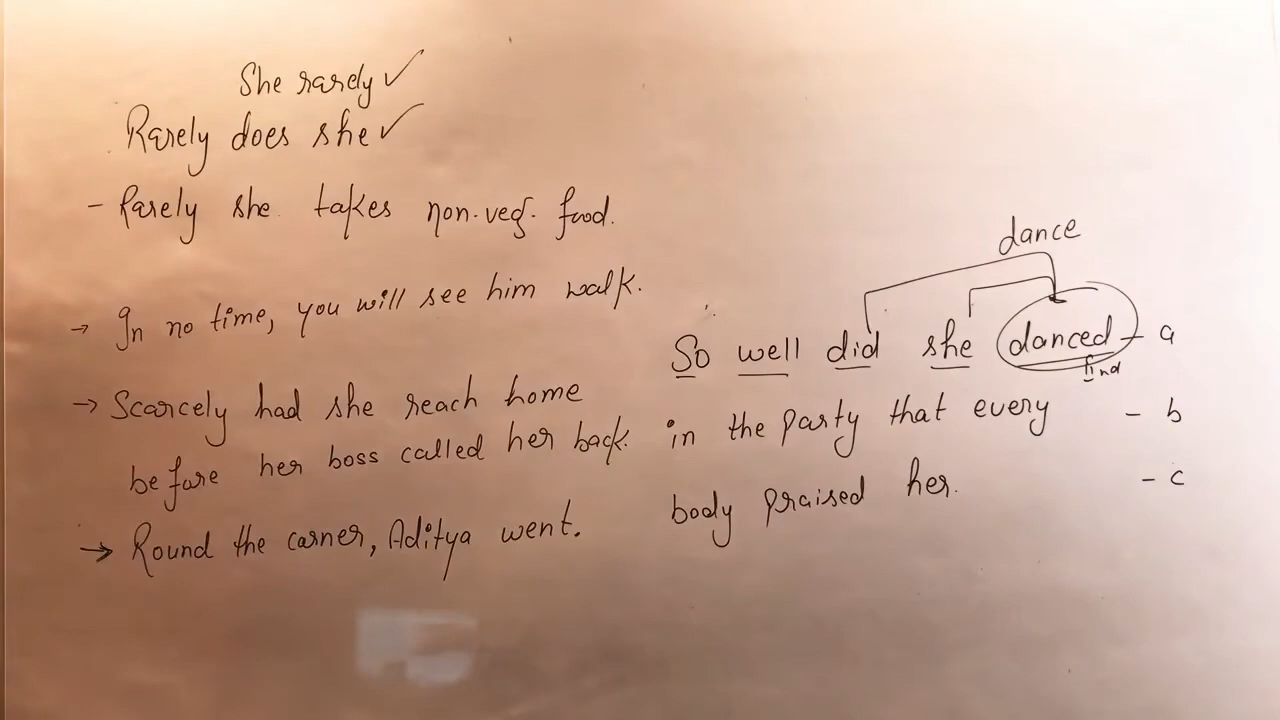 She rarely ✓
Rarely does she ✓
- Rarely she takes non-veg. food.
→ In no time, you will see him walk.
→ Scarcely had she reach home
before her boss called her back.
→ Round the corner, Aditya went.
dance
So well did she danced - a
in the party that every - b
body praised her. - c